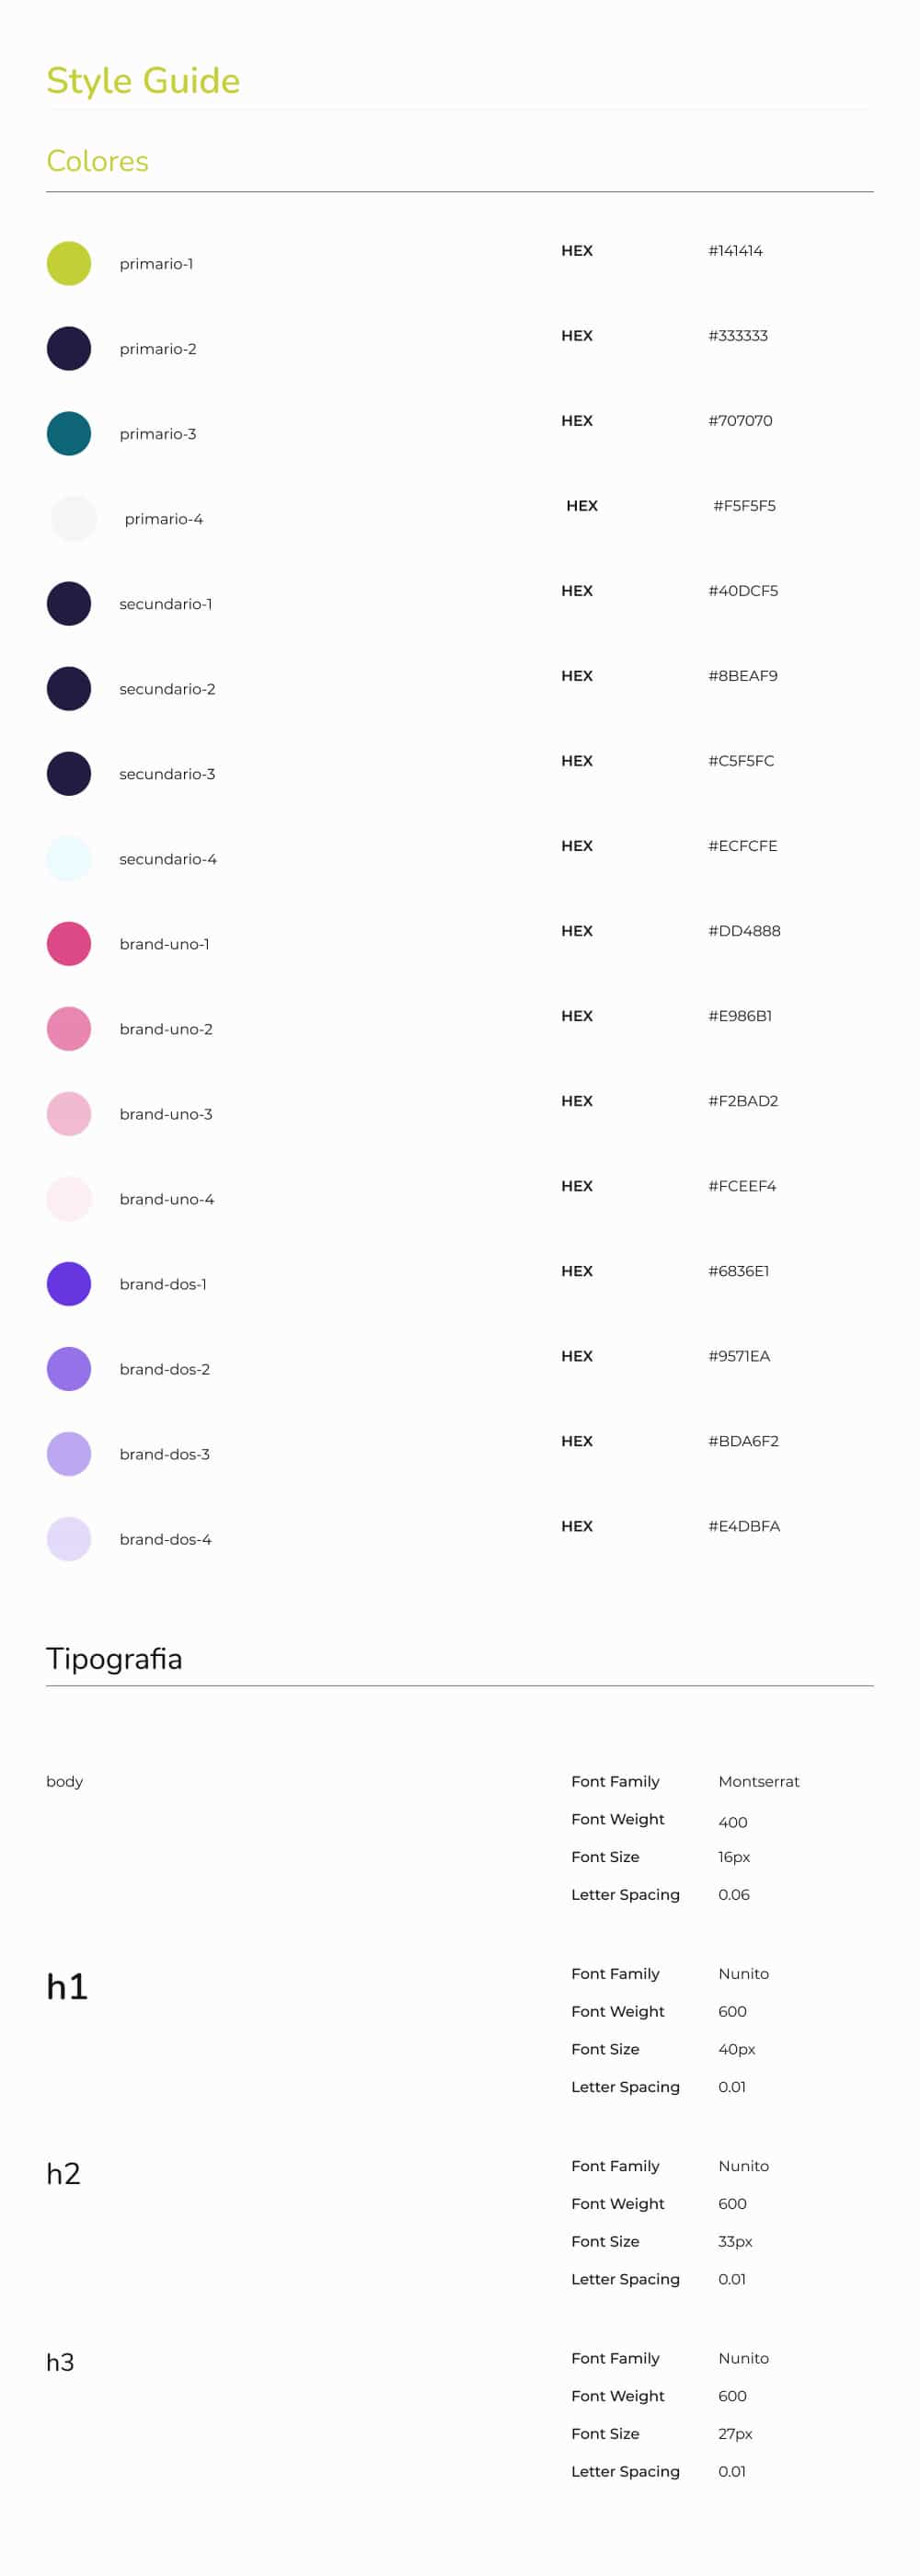 Style Guide
Colores
primario-1 HEX #141414
primario-2 HEX #333333
primario-3 HEX #707070
primario-4 HEX #F5F5F5
secundario-1 HEX #40DCF5
secundario-2 HEX #8BEAF9
secundario-3 HEX #C5F5FC
secundario-4 HEX #ECFCFE
brand-uno-1 HEX #DD4888
brand-uno-2 HEX #E986B1
brand-uno-3 HEX #F2BAD2
brand-uno-4 HEX #FCEEF4
brand-dos-1 HEX #6836E1
brand-dos-2 HEX #9571EA
brand-dos-3 HEX #BDA6F2
brand-dos-4 HEX #E4DBFA
Tipografia
body Font Family Montserrat
Font Weight 400
Font Size 16px
Letter Spacing 0.06
h1 Font Family Nunito
Font Weight 600
Font Size 40px
Letter Spacing 0.01
h2 Font Family Nunito
Font Weight 600
Font Size 33px
Letter Spacing 0.01
h3 Font Family Nunito
Font Weight 600
Font Size 27px
Letter Spacing 0.01